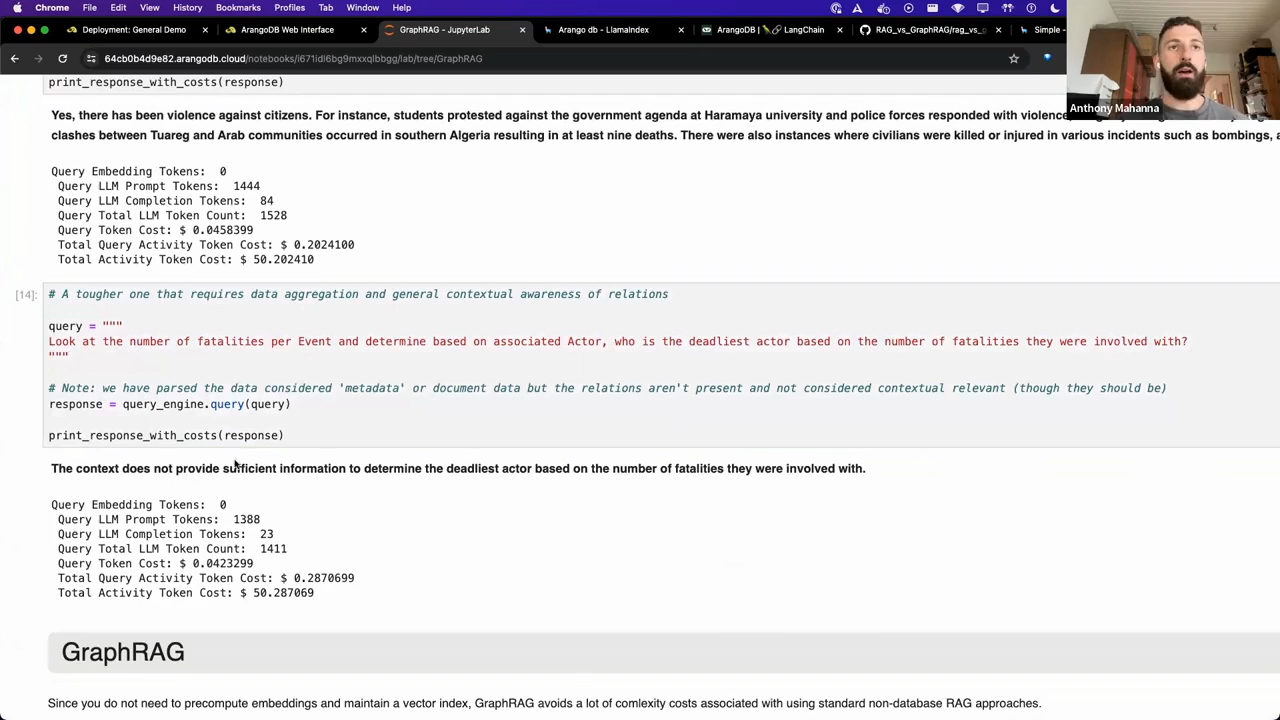 Chrome File Edit View History Bookmarks Profiles Tab Window Help
Deployment: General Demo ArangoDB Web Interface GraphRAG - JupyterLab Arango db - LlamaIndex ArangoDB | LangChain RAG_vs_GraphRAG/rag_vs_g Simple -
64cb0b4d9e82.arangodb.cloud/notebooks/i671idl6bg9mxxqlbbgg/lab/tree/GraphRAG
Anthony Mahanna
print_response_with_costs(response)
Yes, there has been violence against citizens. For instance, students protested against the government agenda at Haramaya university and police forces responded with violence,
clashes between Tuareg and Arab communities occurred in southern Algeria resulting in at least nine deaths. There were also instances where civilians were killed or injured in various incidents such as bombings, a
Query Embedding Tokens: 0
Query LLM Prompt Tokens: 1444
Query LLM Completion Tokens: 84
Query Total LLM Token Count: 1528
Query Token Cost: $ 0.0458399
Total Query Activity Token Cost: $ 0.2024100
Total Activity Token Cost: $ 50.202410
[14]: # A tougher one that requires data aggregation and general contextual awareness of relations
query = """
Look at the number of fatalities per Event and determine based on associated Actor, who is the deadliest actor based on the number of fatalities they were involved with?
"""
# Note: we have parsed the data considered 'metadata' or document data but the relations aren't present and not considered contextual relevant (though they should be)
response = query_engine.query(query)
print_response_with_costs(response)
The context does not provide sufficient information to determine the deadliest actor based on the number of fatalities they were involved with.
Query Embedding Tokens: 0
Query LLM Prompt Tokens: 1388
Query LLM Completion Tokens: 23
Query Total LLM Token Count: 1411
Query Token Cost: $ 0.0423299
Total Query Activity Token Cost: $ 0.2870699
Total Activity Token Cost: $ 50.287069
GraphRAG
Since you do not need to precompute embeddings and maintain a vector index, GraphRAG avoids a lot of comlexity costs associated with using standard non-database RAG approaches.